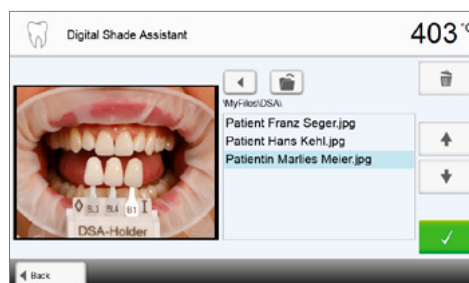 Digital Shade Assistant
403 °C
\MyFiles\DSA\
Patient Franz Seger.jpg
Patient Hans Kehl.jpg
Patientin Marlies Meier.jpg
BL3 BL4 B1 I
DSA-Holder
Back